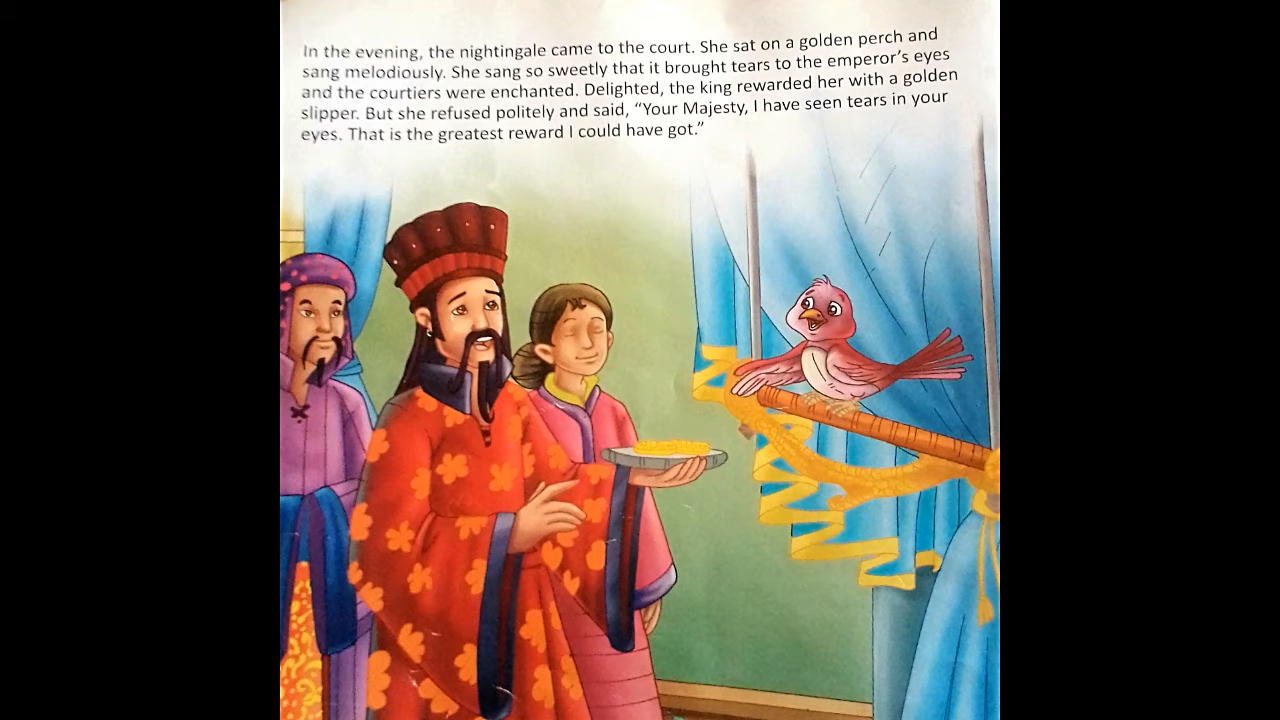 In the evening, the nightingale came to the court. She sat on a golden perch and
sang melodiously. She sang so sweetly that it brought tears to the emperor’s eyes
and the courtiers were enchanted. Delighted, the king rewarded her with a golden
slipper. But she refused politely and said, “Your Majesty, I have seen tears in your
eyes. That is the greatest reward I could have got.”